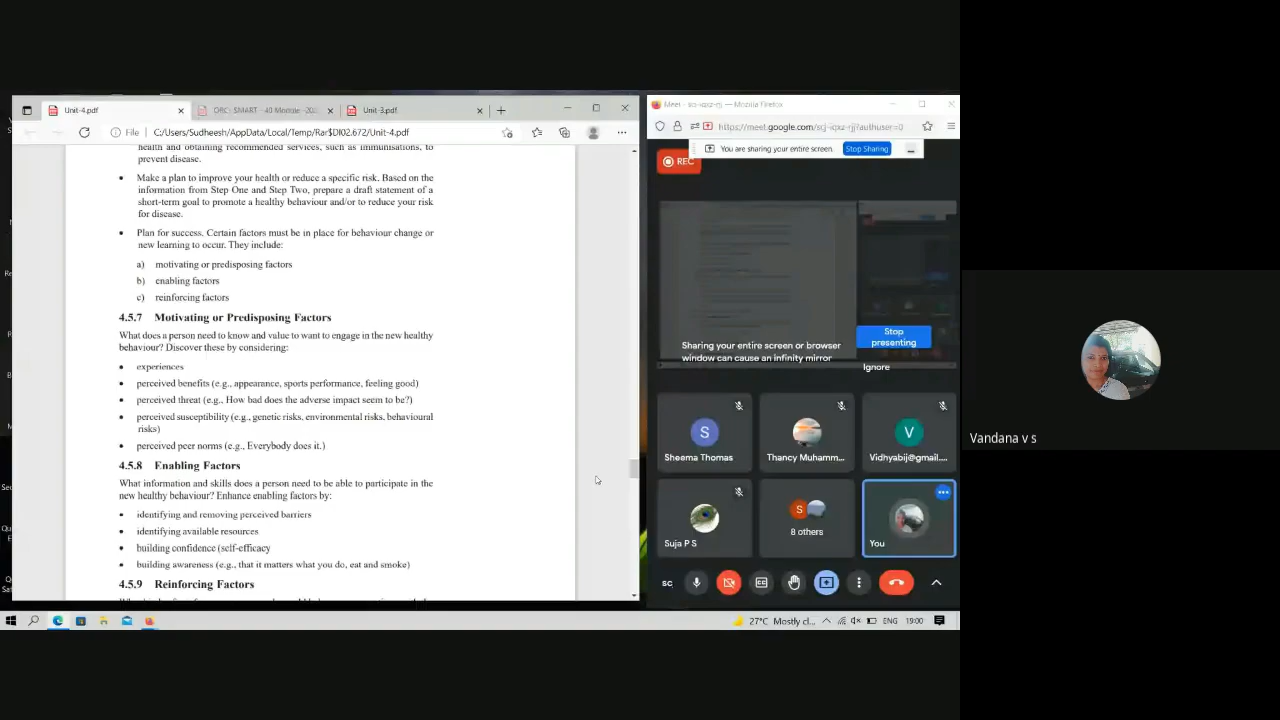 Unit-4.pdf
ORC- SMART - 40 Module -202
Unit-3.pdf
File
C:/Users/Sudheesh/AppData/Local/Temp/Rar$DI02.672/Unit-4.pdf
health and obtaining recommended services, such as immunisations, to
prevent disease.
• Make a plan to improve your health or reduce a specific risk. Based on the
information from Step One and Step Two, prepare a draft statement of a
short-term goal to promote a healthy behaviour and/or to reduce your risk
for disease.
• Plan for success. Certain factors must be in place for behaviour change or
new learning to occur. They include:
a) motivating or predisposing factors
b) enabling factors
c) reinforcing factors
4.5.7 Motivating or Predisposing Factors
What does a person need to know and value to want to engage in the new healthy
behaviour? Discover these by considering:
• experiences
• perceived benefits (e.g., appearance, sports performance, feeling good)
• perceived threat (e.g., How bad does the adverse impact seem to be?)
• perceived susceptibility (e.g., genetic risks, environmental risks, behavioural
risks)
• perceived peer norms (e.g., Everybody does it.)
4.5.8 Enabling Factors
What information and skills does a person need to be able to participate in the
new healthy behaviour? Enhance enabling factors by:
• identifying and removing perceived barriers
• identifying available resources
• building confidence (self-efficacy
• building awareness (e.g., that it matters what you do, eat and smoke)
4.5.9 Reinforcing Factors
— Mozilla Firefox
You are sharing your entire screen.
Stop Sharing
REC
Sharing your entire screen or browser
window can cause an infinity mirror
Stop
presenting
Ignore
S
Sheema Thomas
Thancy Muhamm...
V
Vidhyabij@gmail....
Suja P S
S
8 others
You
sc
27°C Mostly cl...
ENG
19:00
Vandana v s